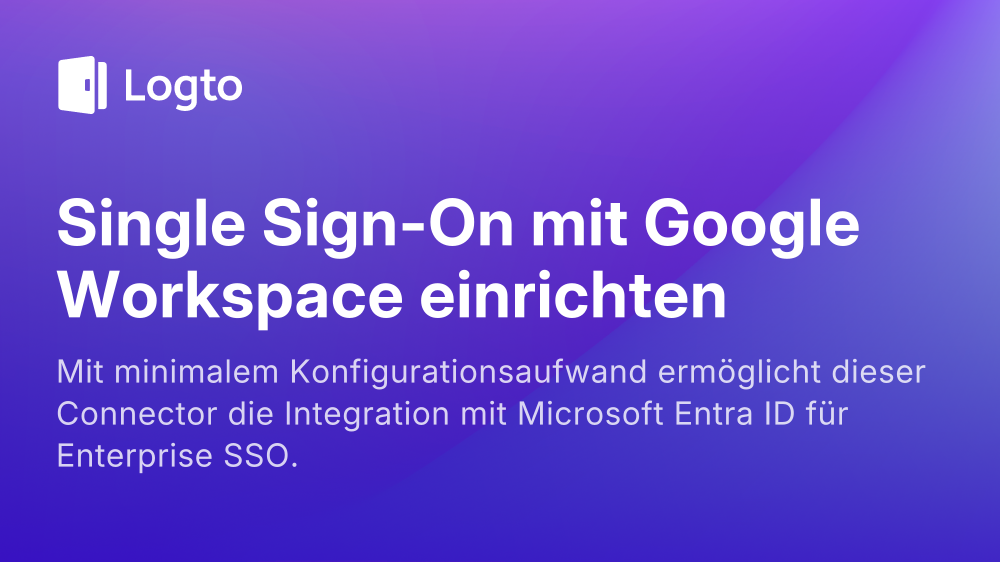 Logto
Single Sign-On mit Google
Workspace einrichten
Mit minimalem Konfigurationsaufwand ermöglicht dieser
Connector die Integration mit Microsoft Entra ID für
Enterprise SSO.